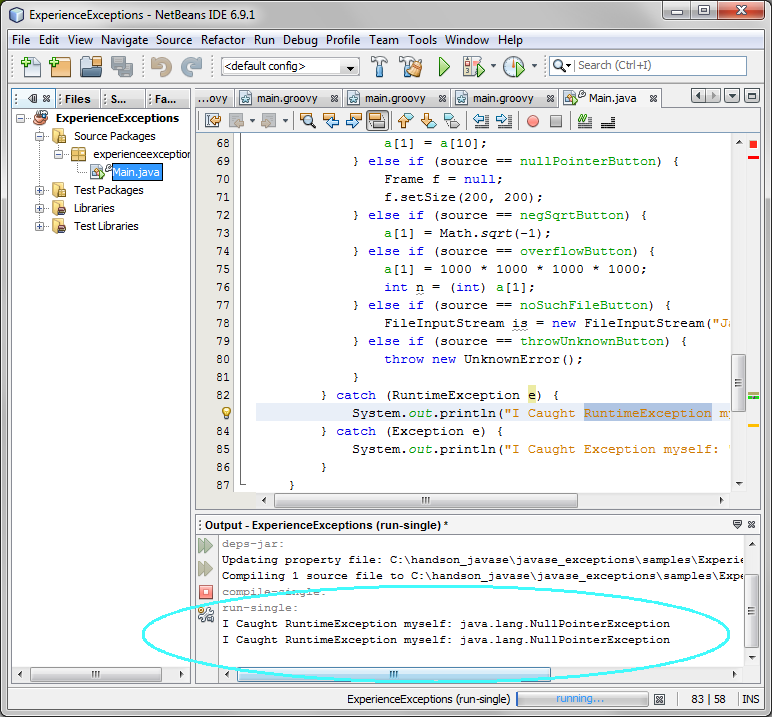 ExperienceExceptions - NetBeans IDE 6.9.1
File Edit View Navigate Source Refactor Run Debug Profile Team Tools Window Help
<default config> Search (Ctrl+I)
Files S... Fa... ...ovy main.groovy main.groovy main.groovy Main.java
ExperienceExceptions
Source Packages
experienceexception
Main.java
Test Packages
Libraries
Test Libraries
68 a[1] = a[10];
69 } else if (source == nullPointerButton) {
70 Frame f = null;
71 f.setSize(200, 200);
72 } else if (source == negSqrtButton) {
73 a[1] = Math.sqrt(-1);
74 } else if (source == overflowButton) {
75 a[1] = 1000 * 1000 * 1000 * 1000;
76 int n = (int) a[1];
77 } else if (source == noSuchFileButton) {
78 FileInputStream is = new FileInputStream("Ja
79 } else if (source == throwUnknownButton) {
80 throw new UnknownError();
81 }
82 } catch (RuntimeException e) {
System.out.println("I Caught RuntimeException my
84 } catch (Exception e) {
85 System.out.println("I Caught Exception myself: "
86 }
87 }
Output - ExperienceExceptions (run-single) *
deps-jar:
Updating property file: C:\handson_javase\javase_exceptions\samples\Experie
Compiling 1 source file to C:\handson_javase\javase_exceptions\samples\Expe
compile-single:
run-single:
I Caught RuntimeException myself: java.lang.NullPointerException
I Caught RuntimeException myself: java.lang.NullPointerException
ExperienceExceptions (run-single) running... 83 | 58 INS